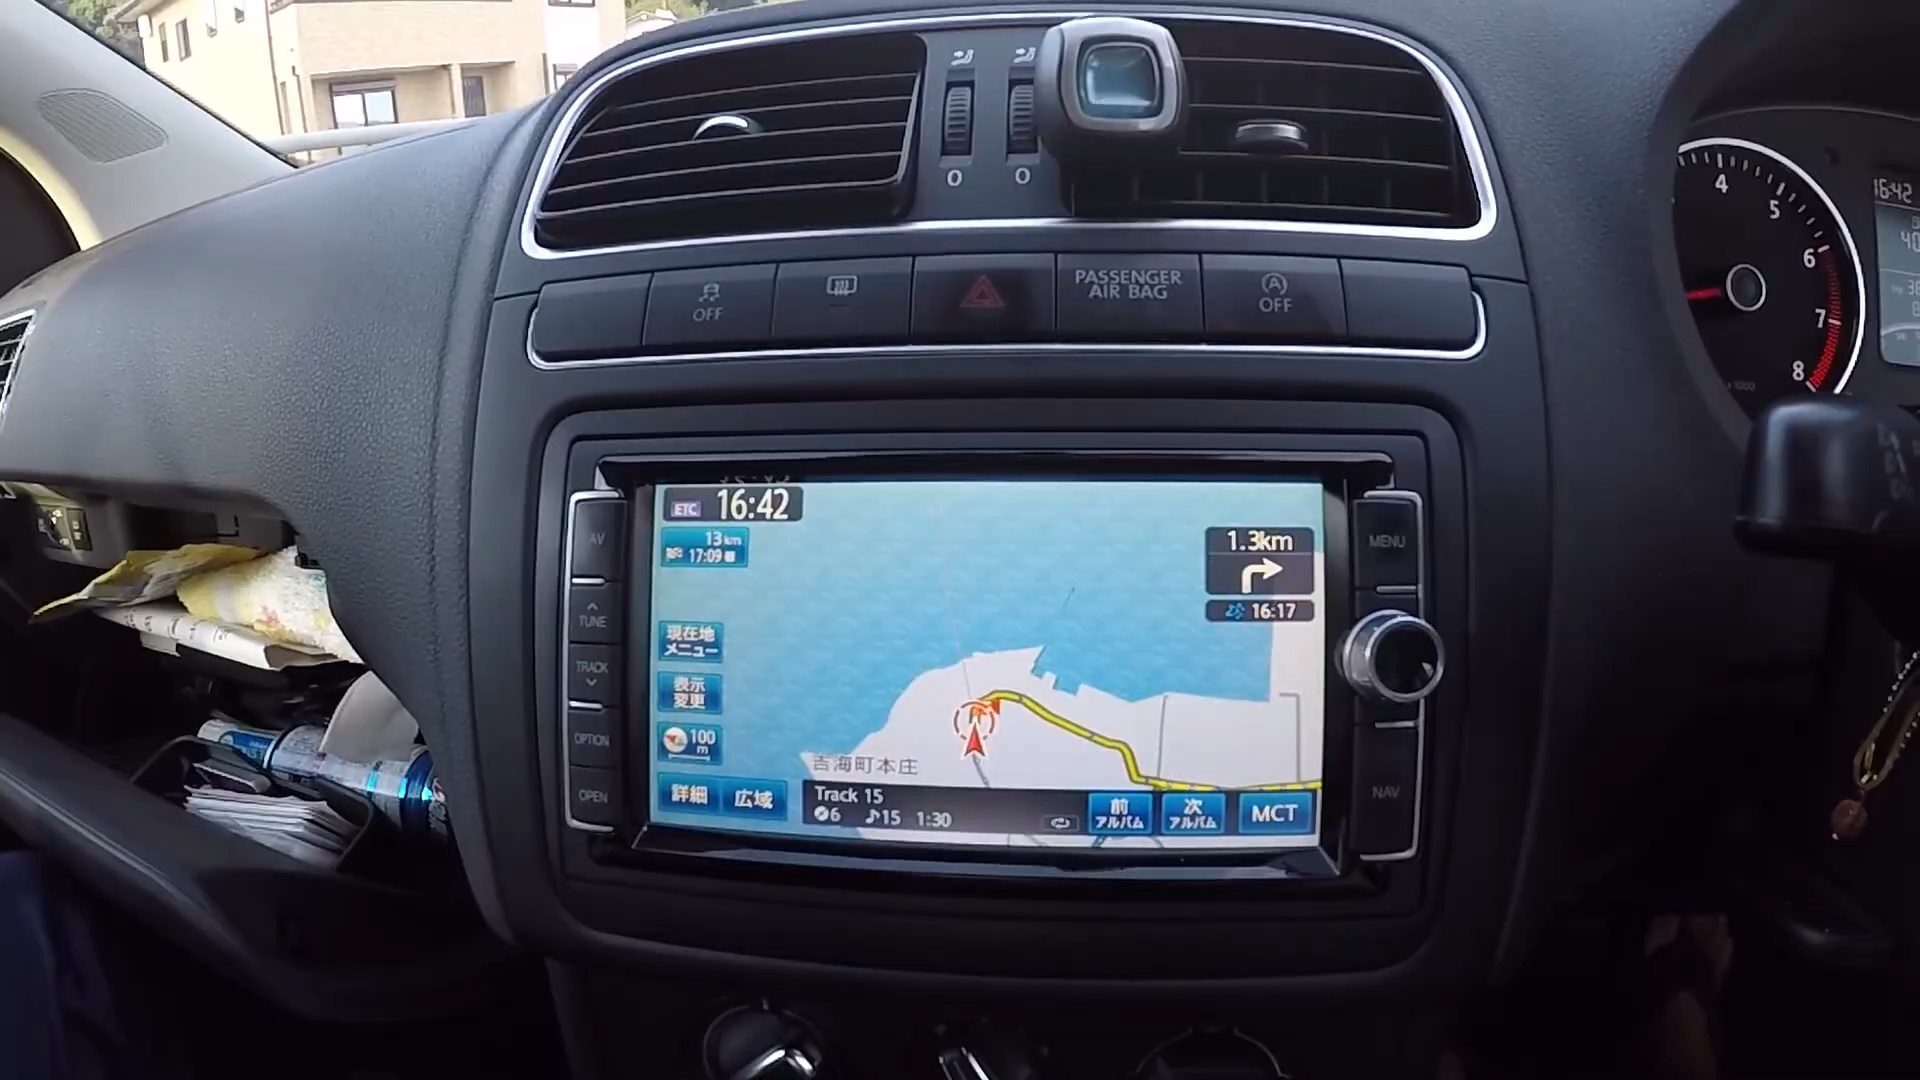 0
0
OFF
PASSENGER
AIR BAG
OFF
4
5
6
7
8
16:42
AV
TUNE
TRACK
OPTION
OPEN
ETC 16:42
13km
17:09
1.3km
16:17
現在地
メニュー
表示
変更
100
m
詳細
広域
吉海町本庄
Track 15
6 15 1:30
前
アルバム
次
アルバム
MCT
MENU
NAV